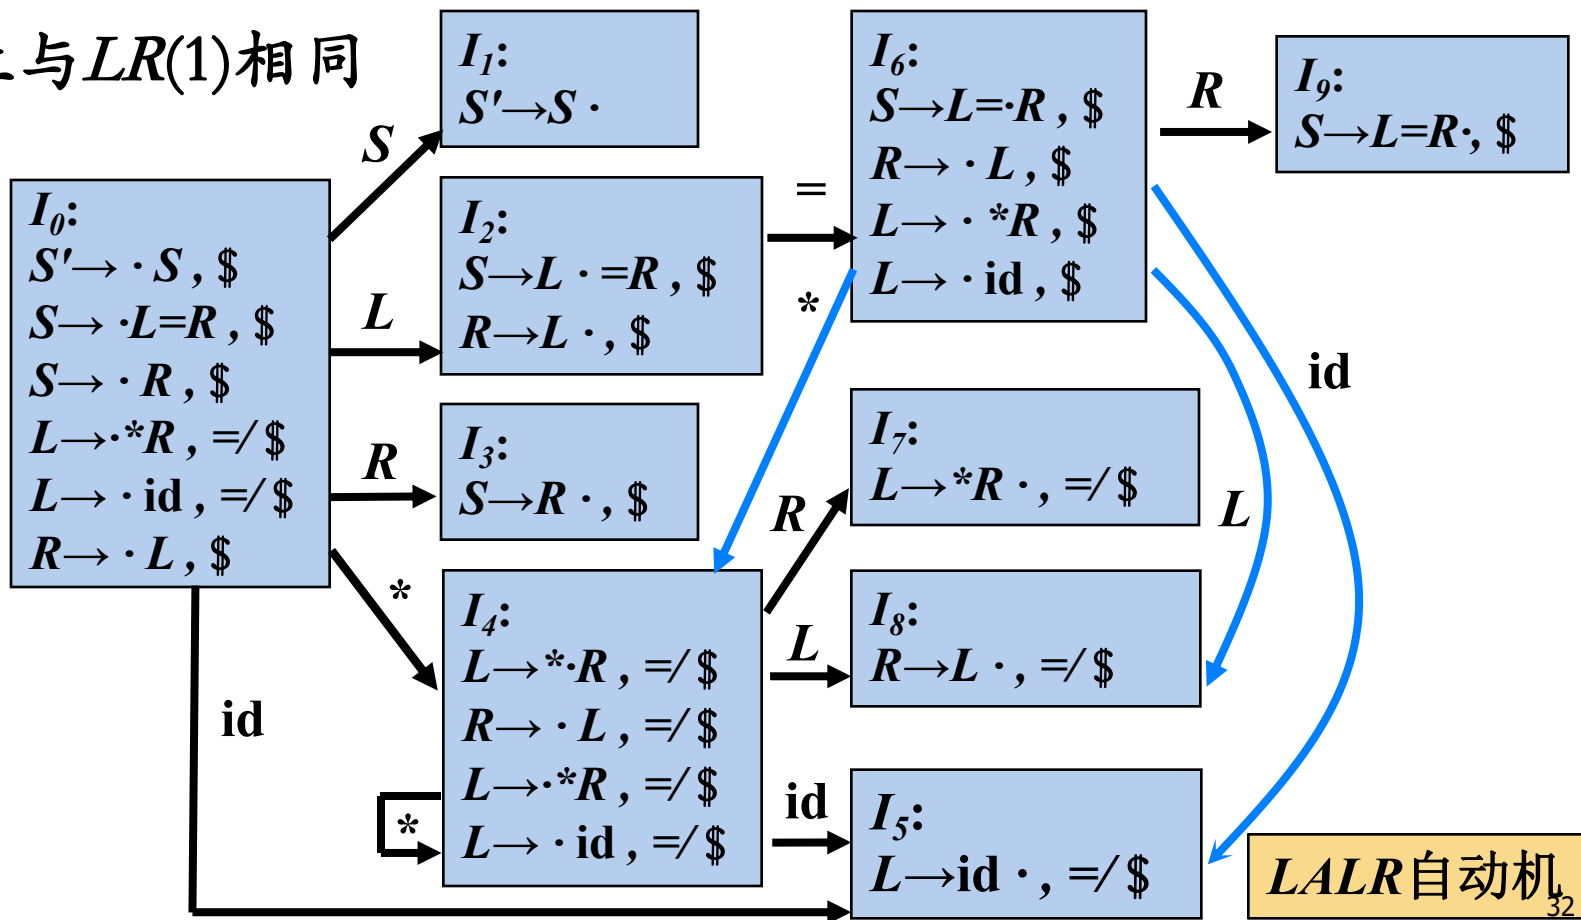 与LR(1)相同
I1:
S'→S ·
I0:
S'→ · S , $
S→ ·L=R , $
S→ · R , $
L→·*R , =/ $
L→ · id , =/ $
R→ · L , $
I2:
S→L · =R , $
R→L · , $
I3:
S→R · , $
I4:
L→*·R , =/ $
R→ · L , =/ $
L→·*R , =/ $
L→ · id , =/ $
I6:
S→L=·R , $
R→ · L , $
L→ · *R , $
L→ · id , $
I9:
S→L=R·, $
I7:
L→*R · , =/ $
I8:
R→L · , =/ $
I5:
L→id · , =/ $
S
L
R
*
id
*
=
*
R
L
id
R
id
L
LALR自动机
32